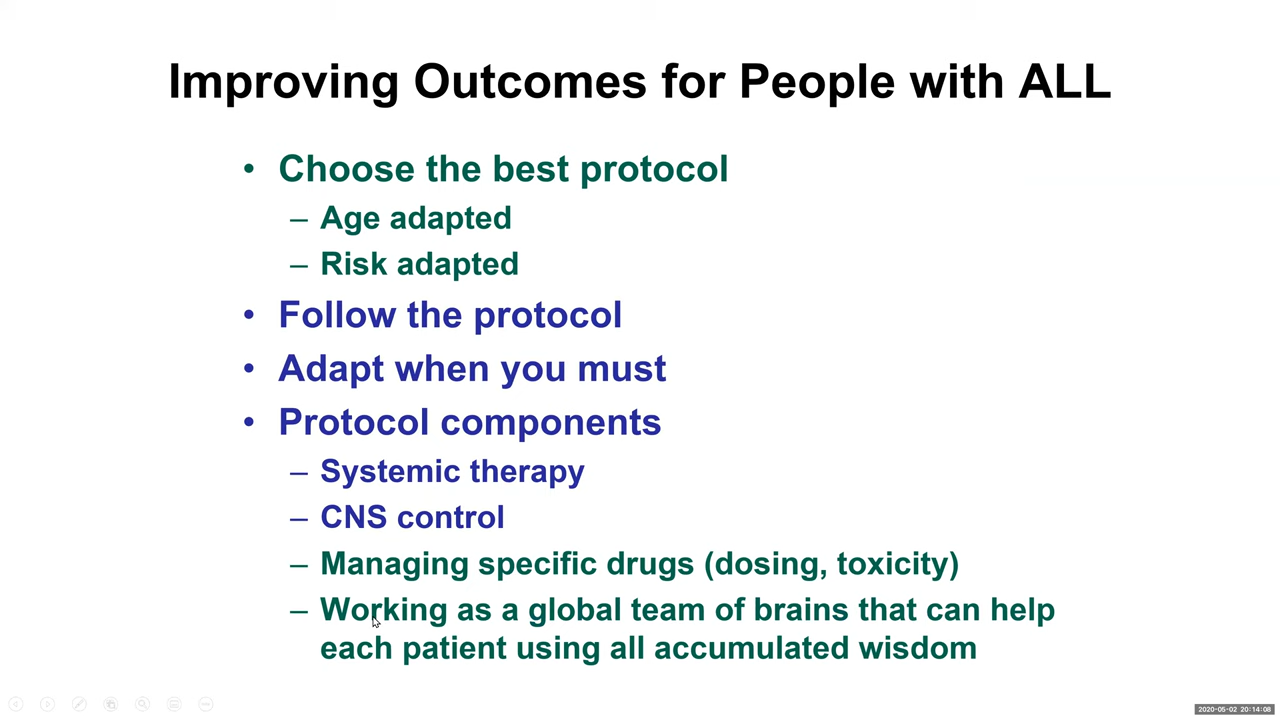 Improving Outcomes for People with ALL
• Choose the best protocol
– Age adapted
– Risk adapted
• Follow the protocol
• Adapt when you must
• Protocol components
– Systemic therapy
– CNS control
– Managing specific drugs (dosing, toxicity)
– Working as a global team of brains that can help
each patient using all accumulated wisdom
2020-05-02 20:14:08